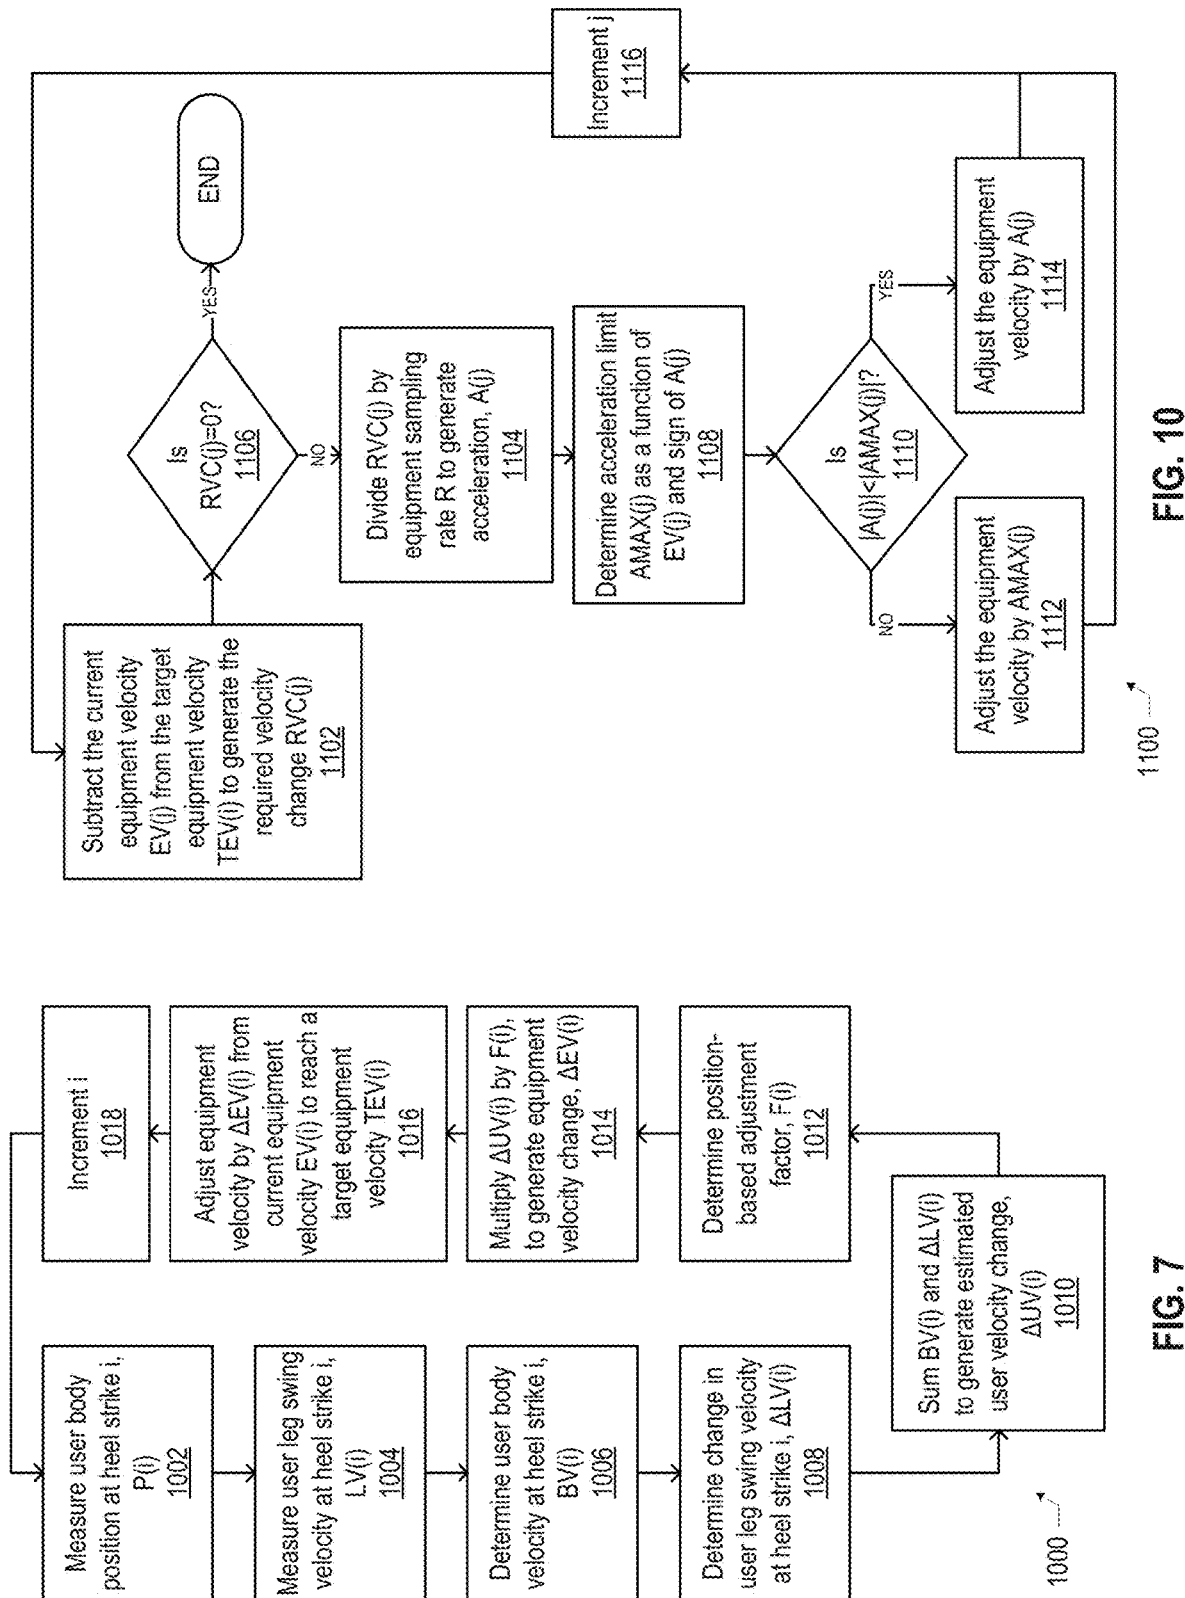 Measure user body
position at heel strike i,
P(i)
1002
Measure user leg swing
velocity at heel strike i,
LV(i)
1004
Determine user body
velocity at heel strike i,
BV(i)
1006
Determine change in
user leg swing velocity
at heel strike i, ΔLV(i)
1008
Sum BV(i) and ΔLV(i)
to generate estimated
user velocity change,
ΔUV(i)
1010
Determine position-
based adjustment
factor, F(i)
1012
Multiply ΔUV(i) by F(i),
to generate equipment
velocity change, ΔEV(i)
1014
Adjust equipment
velocity by ΔEV(i) from
current equipment
velocity EV(i) to reach a
target equipment
velocity TEV(i)
1016
Increment i
1018
1000
FIG. 7
Subtract the current
equipment velocity
EV(j) from the target
equipment velocity
TEV(i) to generate the
required velocity
change RVC(j)
1102
Is
RVC(j)=0?
1106
YES
END
NO
Divide RVC(j) by
equipment sampling
rate R to generate
acceleration, A(j)
1104
Determine acceleration limit
AMAX(j) as a function of
EV(j) and sign of A(j)
1108
Is
|A(j)|<|AMAX(j)|?
1110
NO
YES
Adjust the equipment
velocity by AMAX(j)
1112
Adjust the equipment
velocity by A(j)
1114
Increment j
1116
1100
FIG. 10